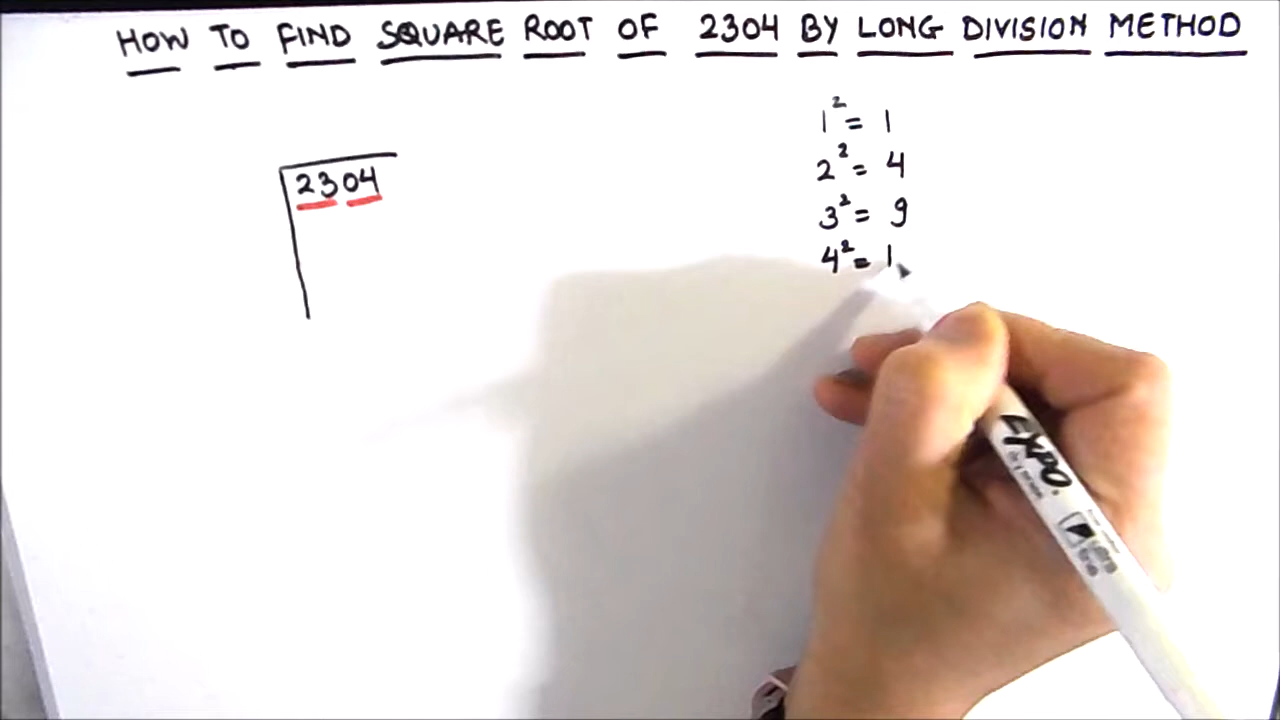 HOW TO FIND SQUARE ROOT OF 2304 BY LONG DIVISION METHOD
1² = 1
2304
2² = 4
3² = 9
4² = 1
EXPO